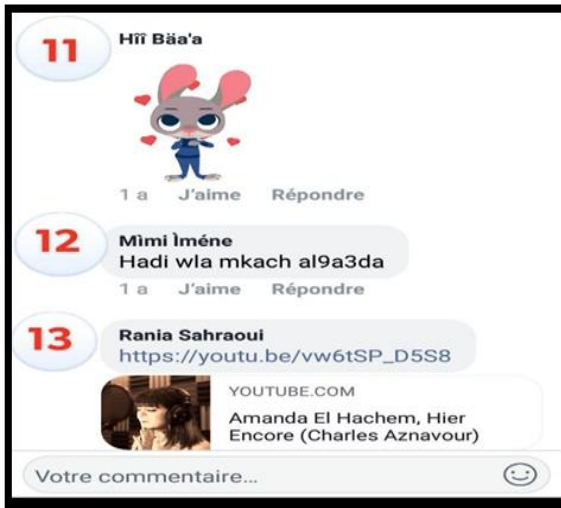 11
Hîî Bäa'a
1 a J'aime Répondre
12
Mìmi Ìméne
Hadi wla mkach al9a3da
1 a J'aime Répondre
13
Rania Sahraoui
https://youtu.be/vw6tSP_D5S8
YOUTUBE.COM
Amanda El Hachem, Hier
Encore (Charles Aznavour)
Votre commentaire...